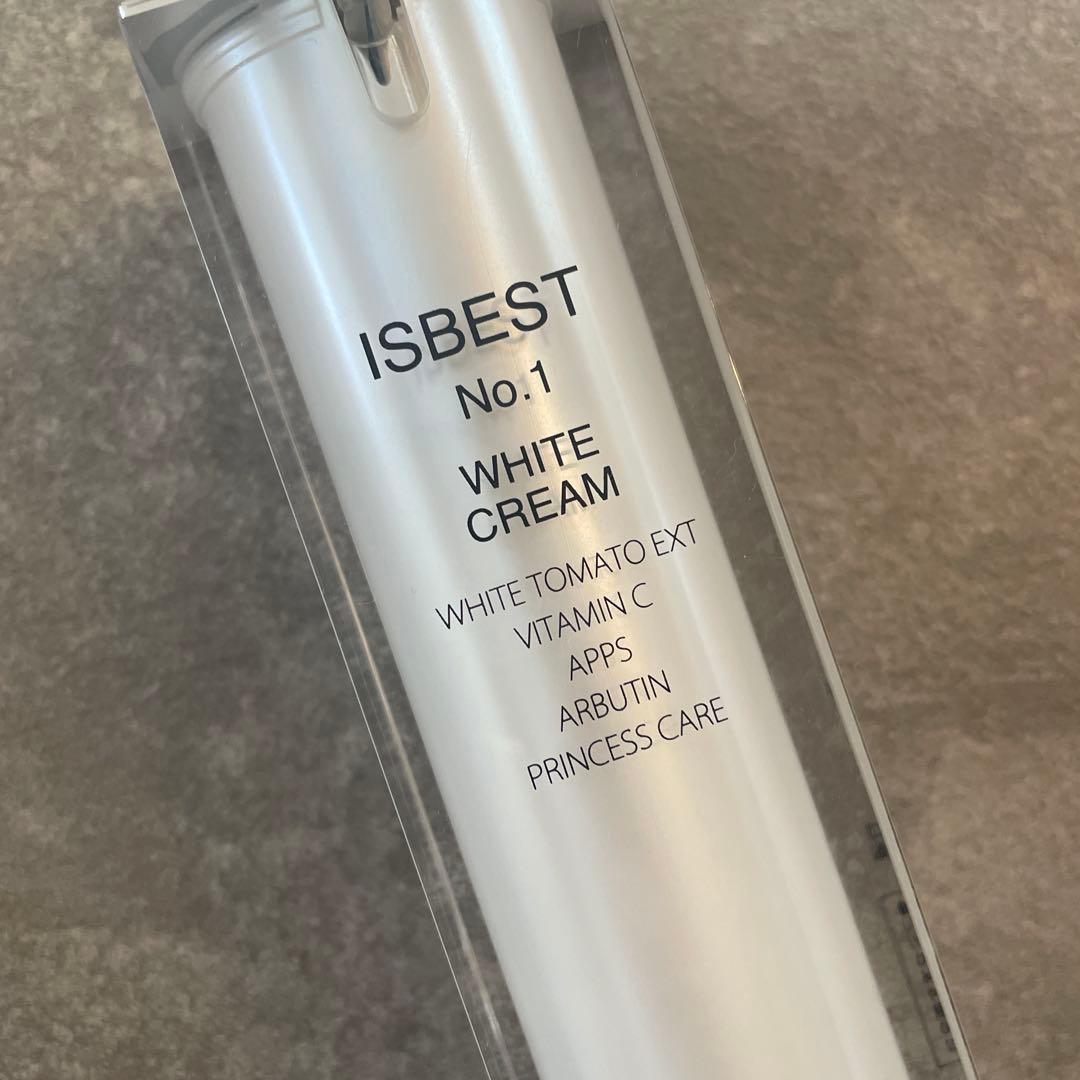 ISBEST
No.1
WHITE
CREAM
WHITE TOMATO EXT
VITAMIN C
APPS
ARBUTIN
PRINCESS CARE